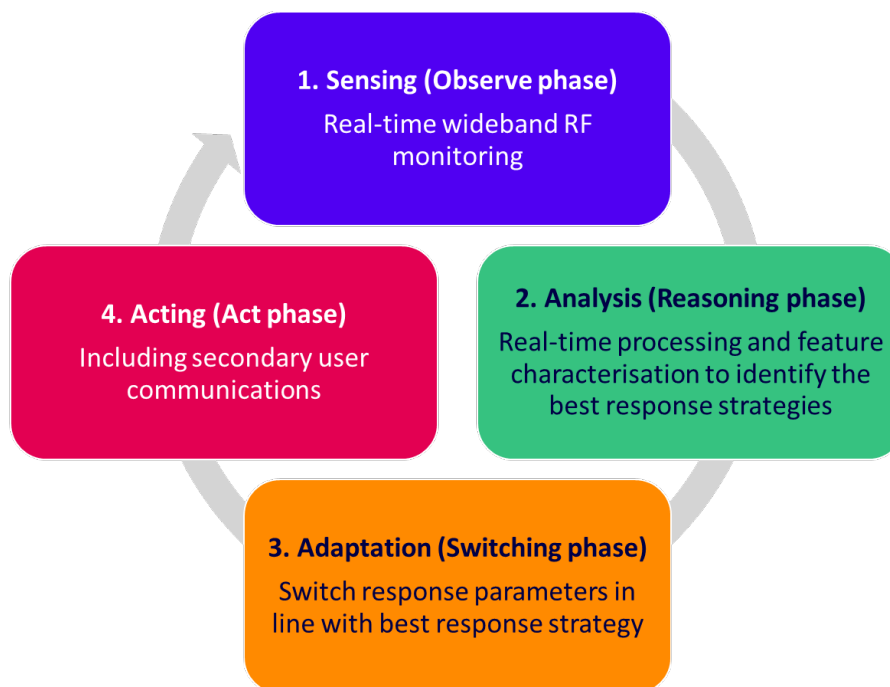 1. Sensing (Observe phase)
Real-time wideband RF
monitoring
2. Analysis (Reasoning phase)
Real-time processing and feature
characterisation to identify the
best response strategies
3. Adaptation (Switching phase)
Switch response parameters in
line with best response strategy
4. Acting (Act phase)
Including secondary user
communications